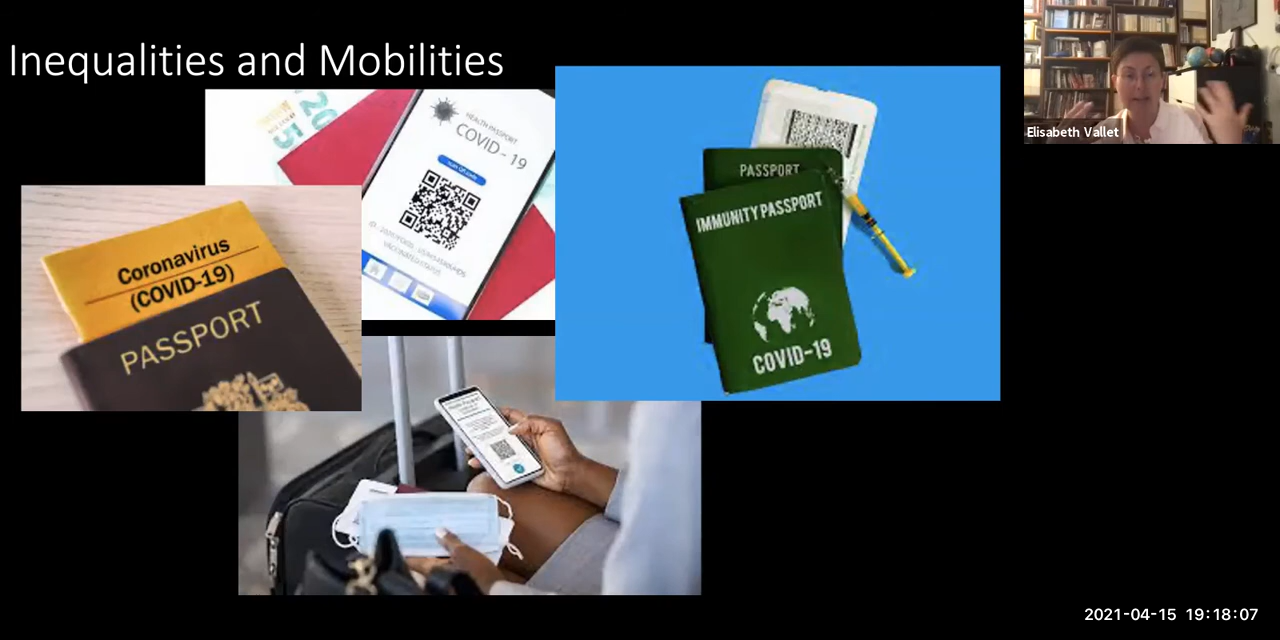 Inequalities and Mobilities
Elisabeth Vallet
HEALTH PASSPORT
COVID - 19
PASSPORT
IMMUNITY PASSPORT
COVID-19
Coronavirus
(COVID-19)
PASSPORT
2021-04-15 19:18:07